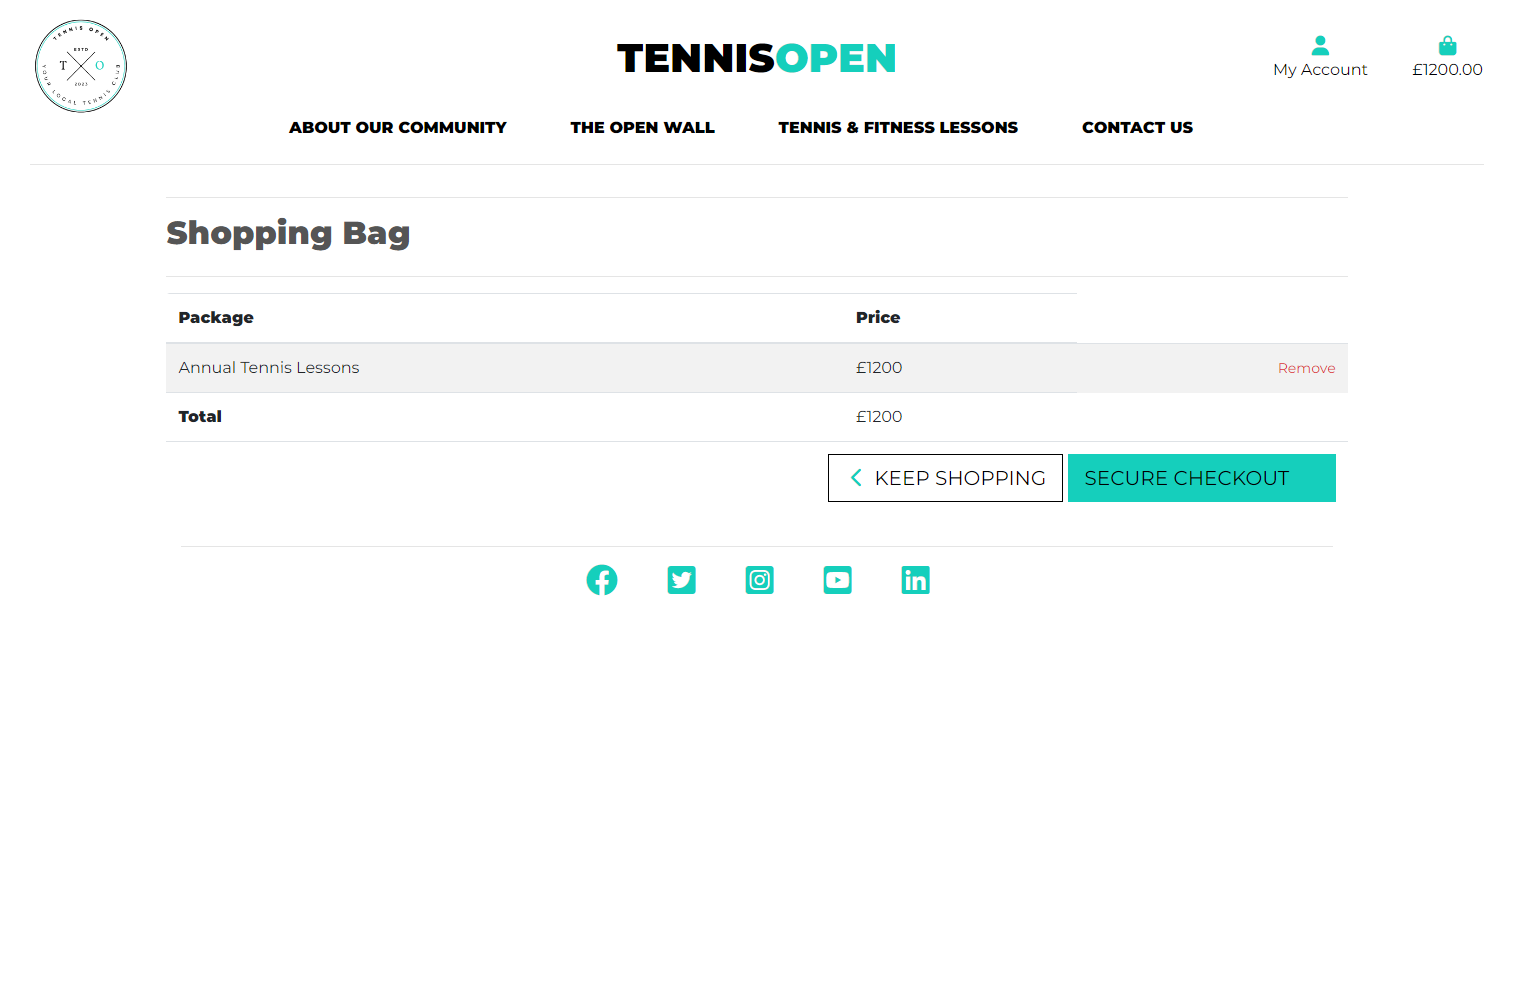 TENNIS OPEN
ESTD
T O
2023
YOUR LOCAL TENNIS CLUB
TENNISOPEN
My Account
£1200.00
ABOUT OUR COMMUNITY THE OPEN WALL TENNIS & FITNESS LESSONS CONTACT US
Shopping Bag
Package Price
Annual Tennis Lessons £1200 Remove
Total £1200
KEEP SHOPPING SECURE CHECKOUT